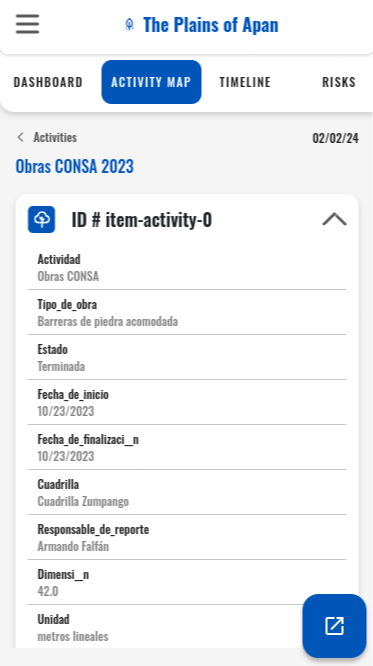 The Plains of Apan
DASHBOARD ACTIVITY MAP TIMELINE RISKS
Activities 02/02/24
Obras CONSA 2023
ID # item-activity-0
Actividad
Obras CONSA
Tipo_de_obra
Barreras de piedra acomodada
Estado
Terminada
Fecha_de_inicio
10/23/2023
Fecha_de_finalizaci__n
10/23/2023
Cuadrilla
Cuadrilla Zumpango
Responsable_de_reporte
Armando Falfán
Dimensi__n
42.0
Unidad
metros lineales